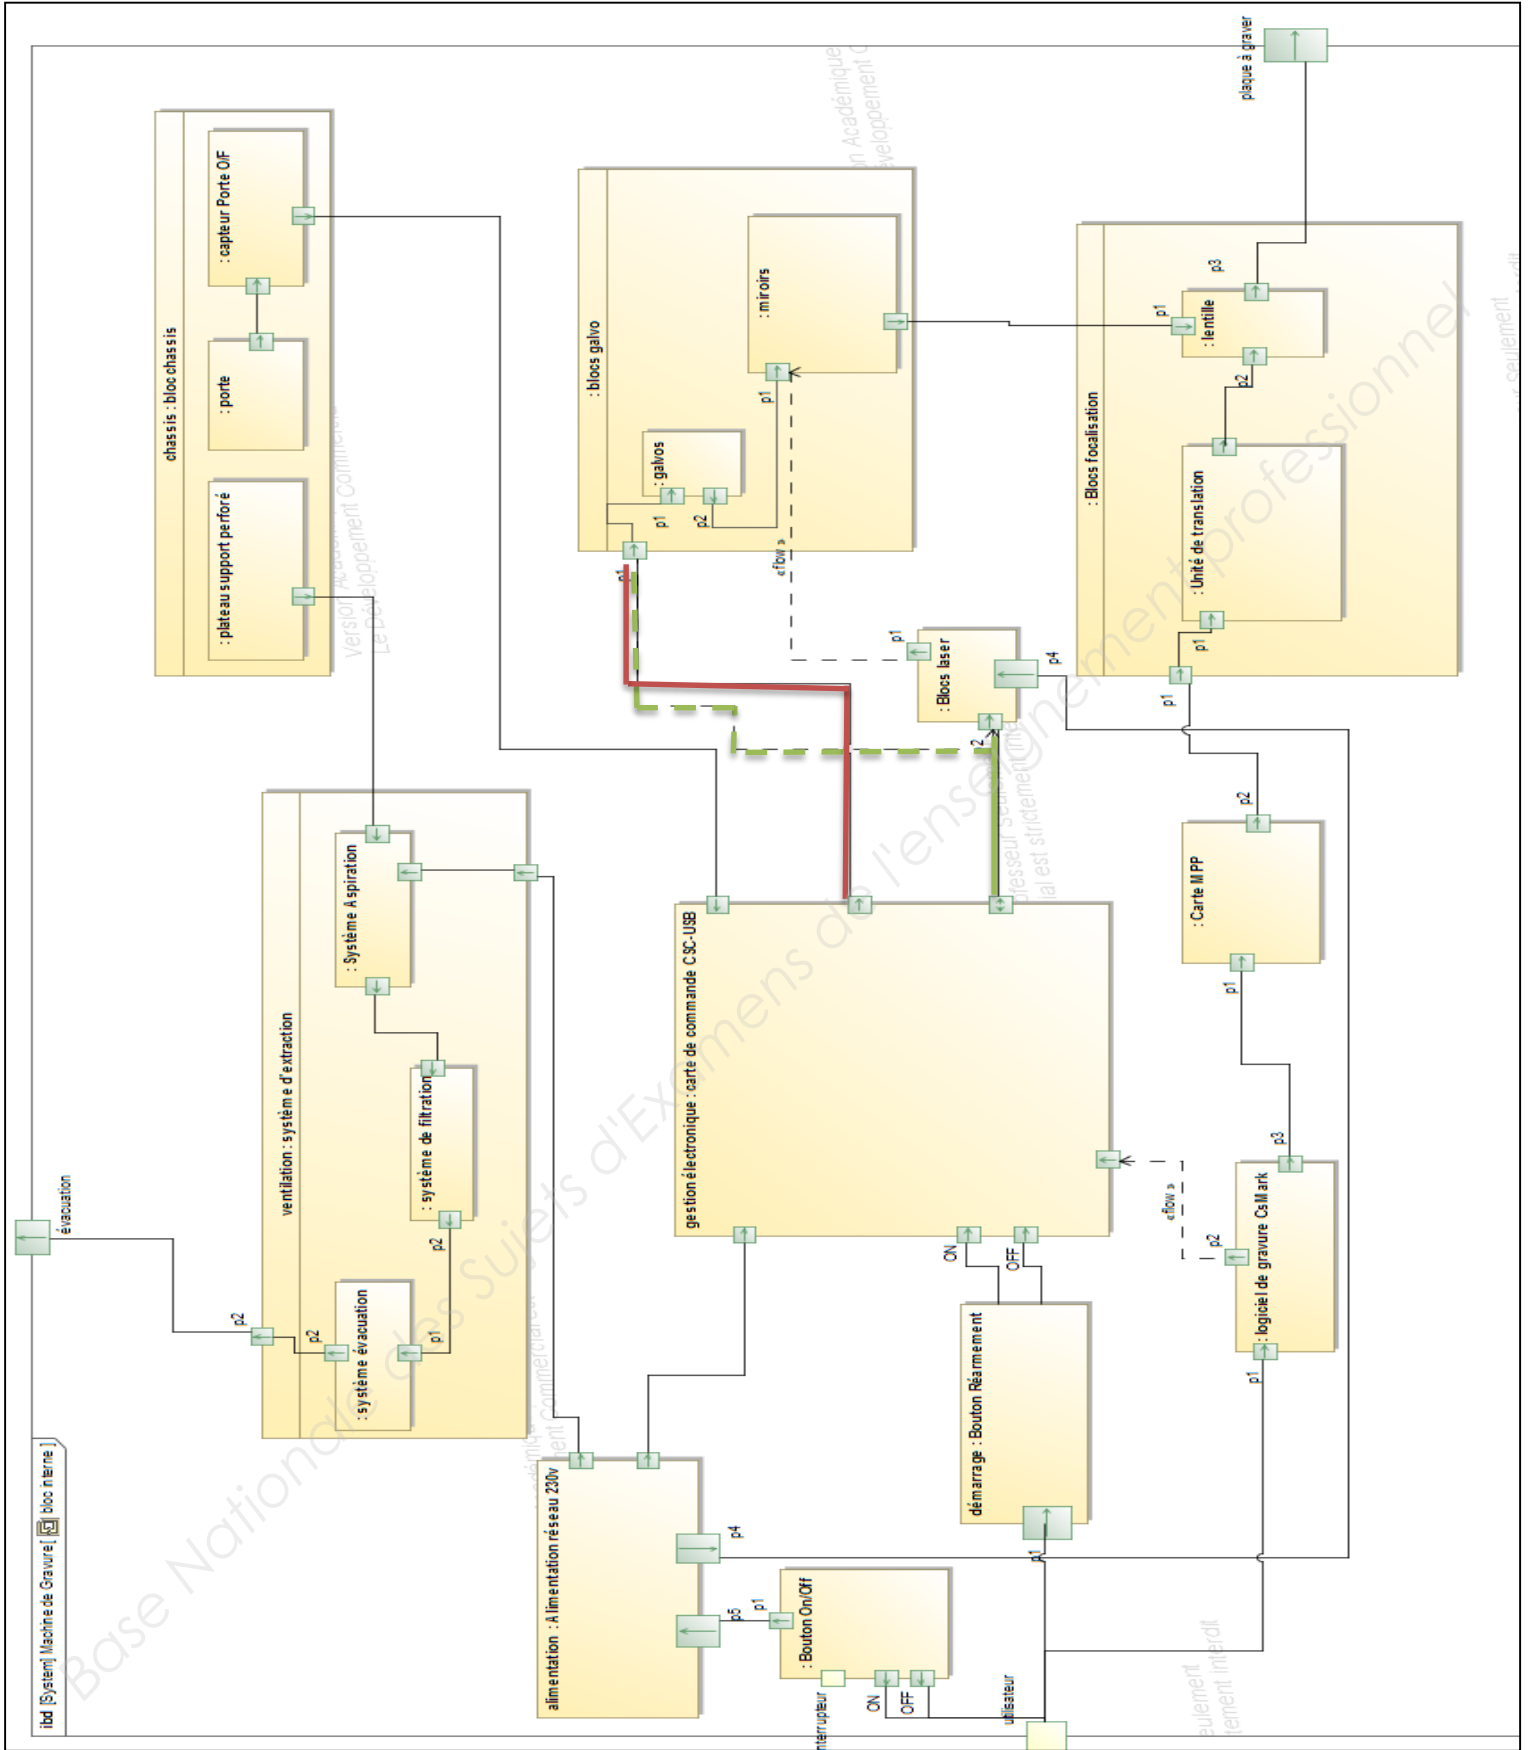 ibd [System] Machine de Gravure[ bloc interne ]
évacuation
plaque à graver
chassis : bloc chassis
: plateau support perforé
: porte
: capteur Porte O/F
ventilation : système d'extraction
: système évacuation
p2
p2
p1
: système de filtration
p2
: Système Aspiration
: blocs galvo
p1
: galvos
p1
p2
: miroirs
p1
«flow »
alimentation : Alimentation réseau 230v
p5
p4
: Bouton On/Off
p1
ON
OFF
utilisateur
gestion électronique : carte de commande CSC-USB
ON
OFF
démarrage : Bouton Réarmement
p1
: Blocs laser
p1
2
p4
: Blocs focalisation
p1
: Unité de translation
p1
: lentille
p1
p2
p3
: Carte MPP
p1
p2
: logiciel de gravure CsMark
p1
p2
p3
«flow »
Base Nationale des Sujets d'Examens de l'enseignement professionnel